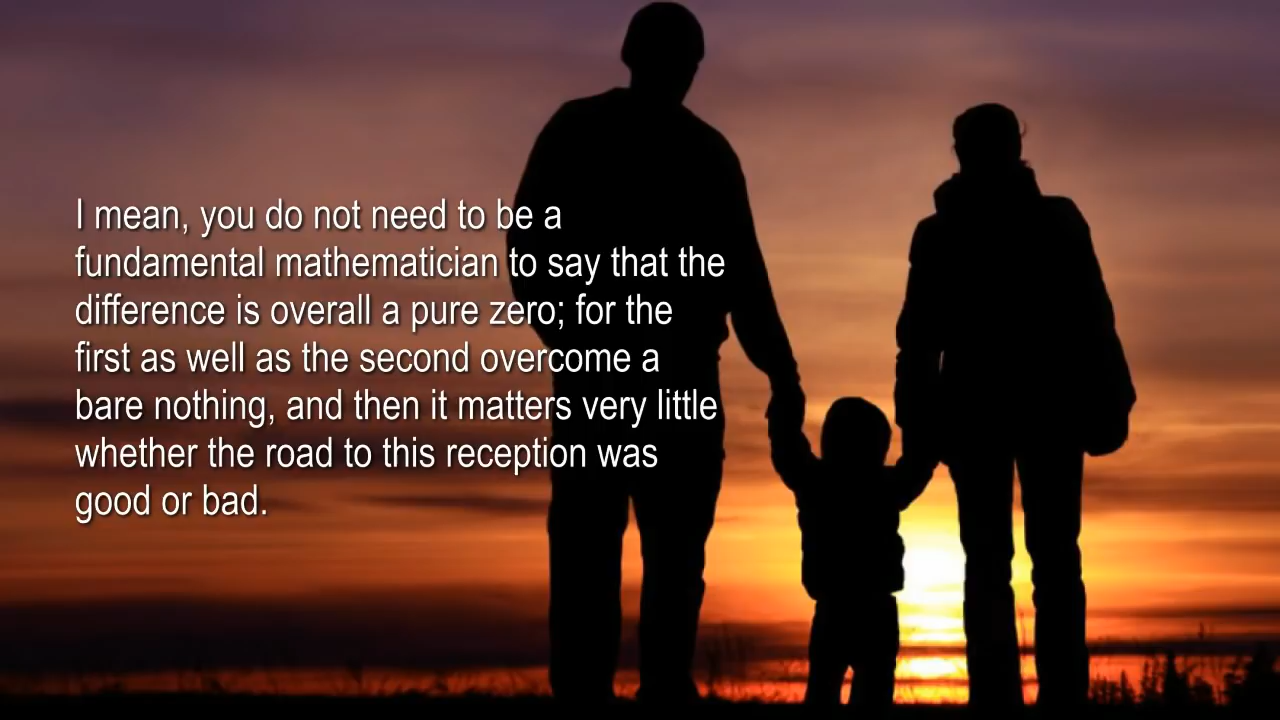 I mean, you do not need to be a
fundamental mathematician to say that the
difference is overall a pure zero; for the
first as well as the second overcome a
bare nothing, and then it matters very little
whether the road to this reception was
good or bad.